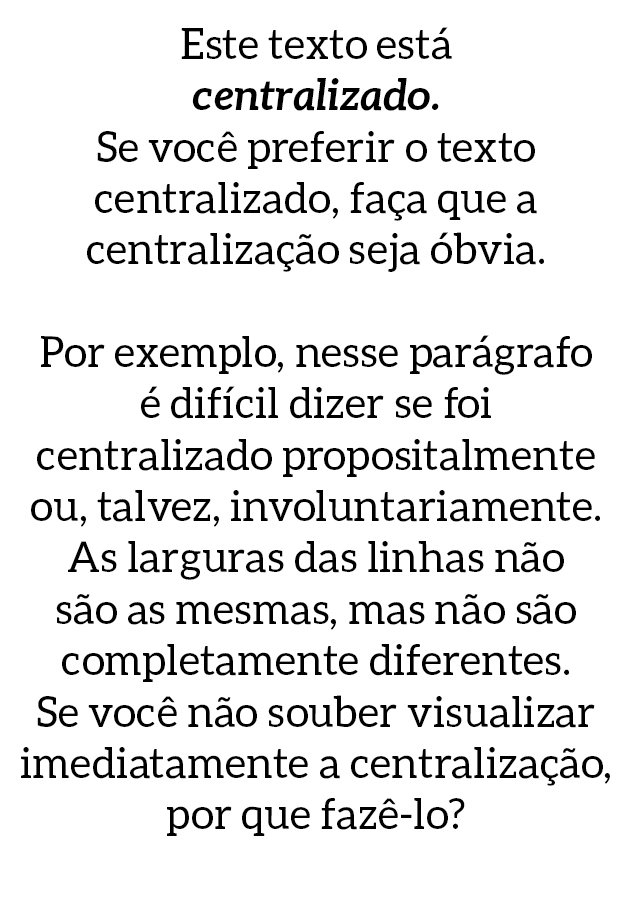 Este texto está
centralizado.
Se você preferir o texto
centralizado, faça que a
centralização seja óbvia.
Por exemplo, nesse parágrafo
é difícil dizer se foi
centralizado propositalmente
ou, talvez, involuntariamente.
As larguras das linhas não
são as mesmas, mas não são
completamente diferentes.
Se você não souber visualizar
imediatamente a centralização,
por que fazê-lo?